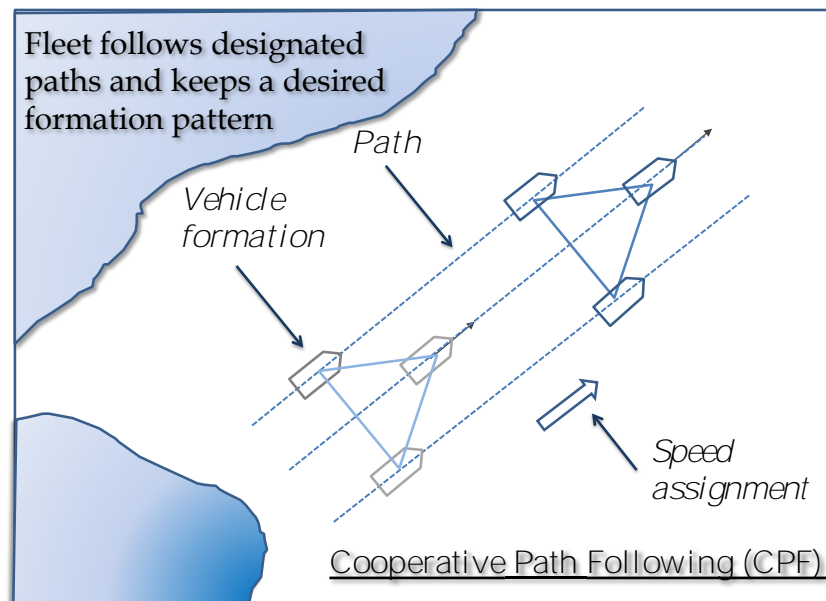 Fleet follows designated
paths and keeps a desired
formation pattern
Path
Vehicle
formation
Speed
assignment
Cooperative Path Following (CPF)